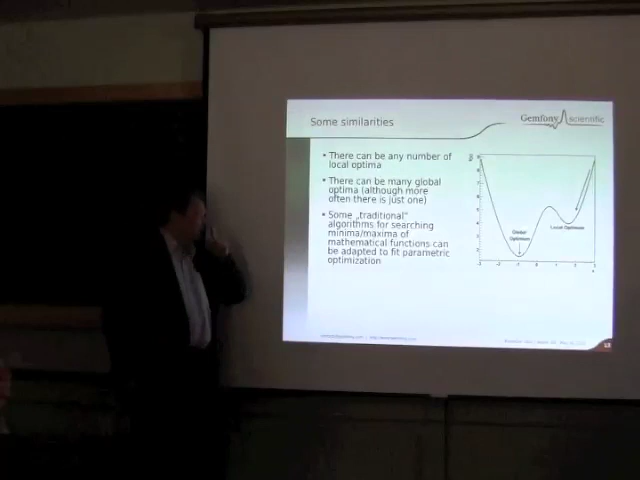 Some similarities
Gemfony scientific
• There can be any number of
local optima
• There can be many global
optima (although more
often there is just one)
• Some „traditional"
algorithms for searching
minima/maxima of
mathematical functions can
be adapted to fit parametric
optimization
Global
Optimum
Local Optimum